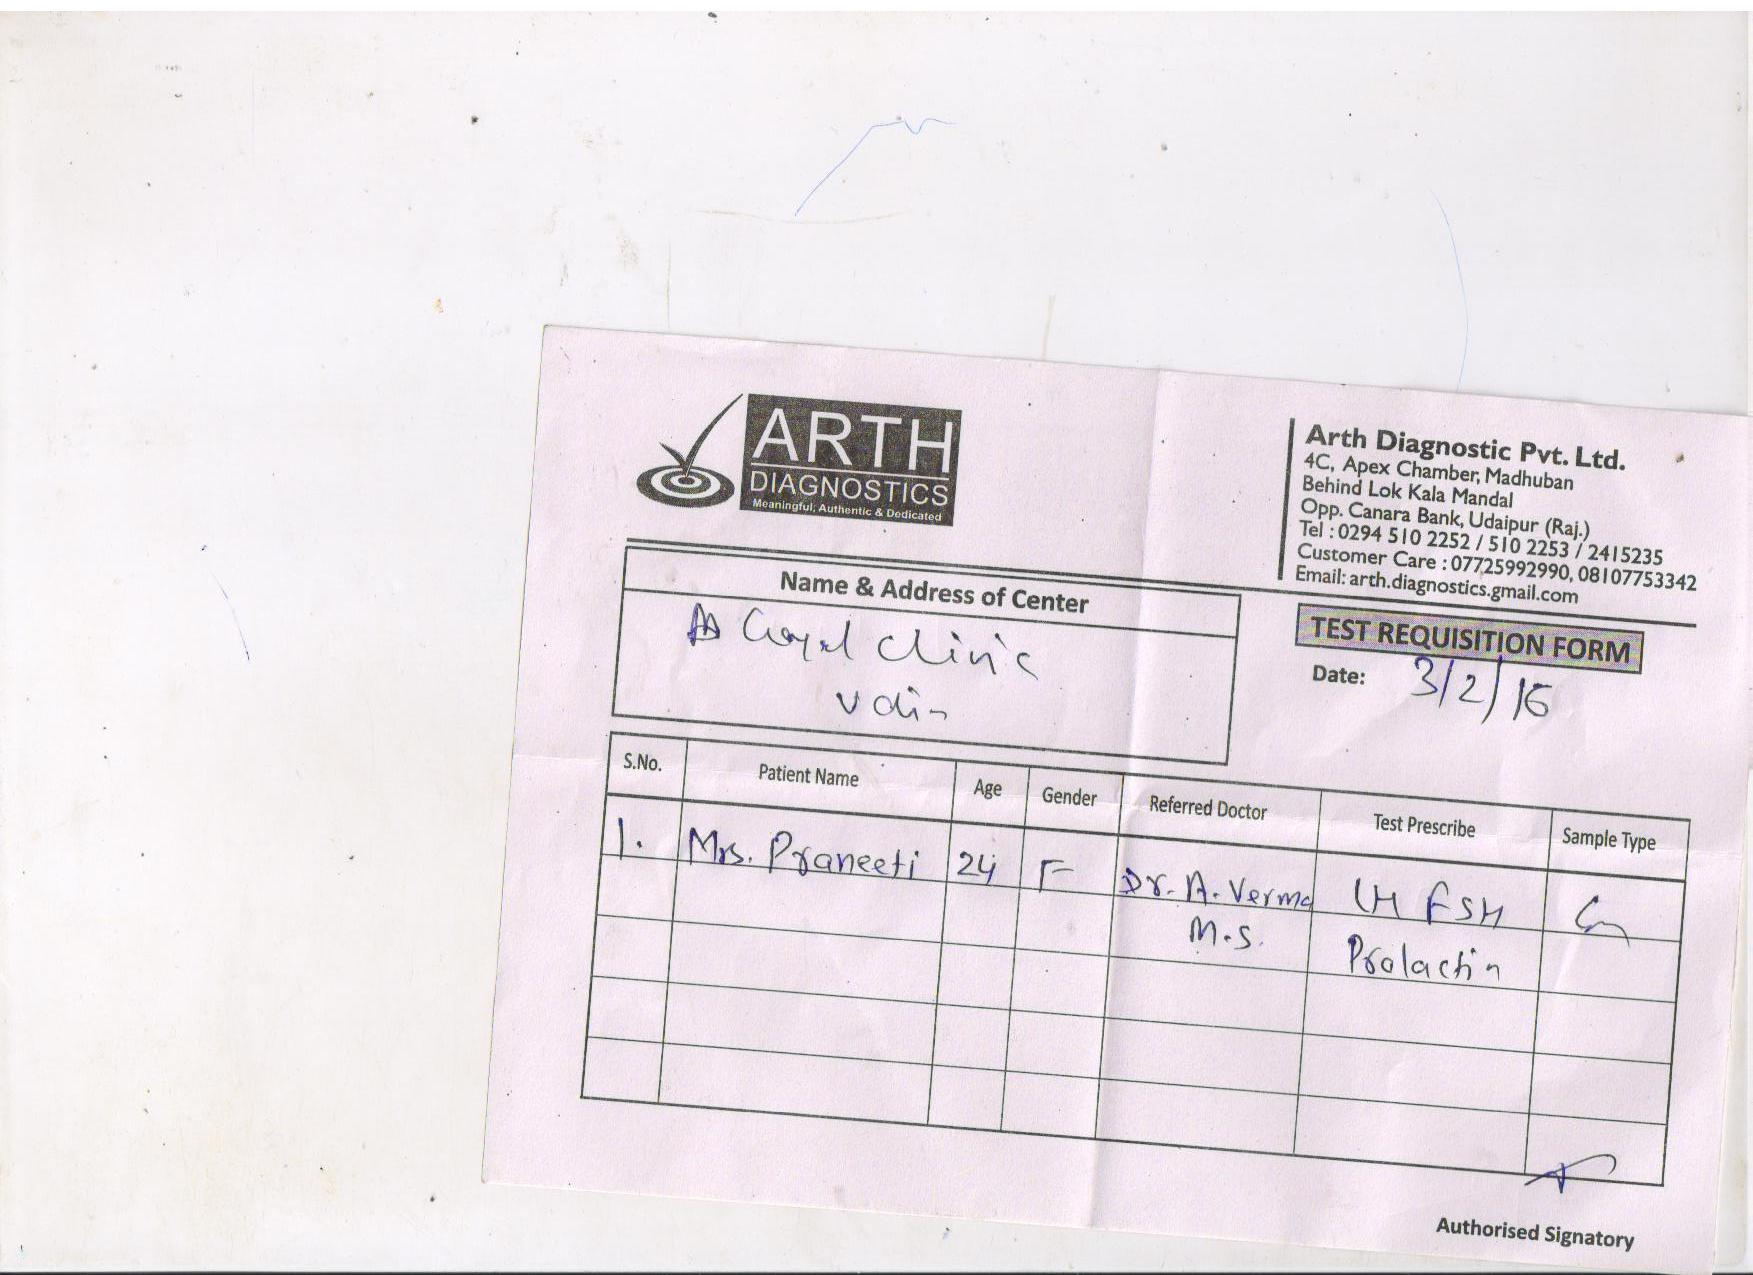 ARTH
DIAGNOSTICS
Meaningful, Authentic & Dedicated
Arth Diagnostic Pvt. Ltd.
4C, Apex Chamber, Madhuban
Behind Lok Kala Mandal
Opp. Canara Bank, Udaipur (Raj.)
Tel : 0294 510 2252 / 510 2253 / 2415235
Customer Care : 07725992990, 08107753342
Email: arth.diagnostics.gmail.com
Name & Address of Center
Goyal Clinic
TEST REQUISITION FORM
Date: 3/2/16
S.No. Patient Name Age Gender Referred Doctor Test Prescribe Sample Type
1. Mrs. Praneeti 24 F Dr. A. Verma LH FSH
M.S. Prolactin
Authorised Signatory